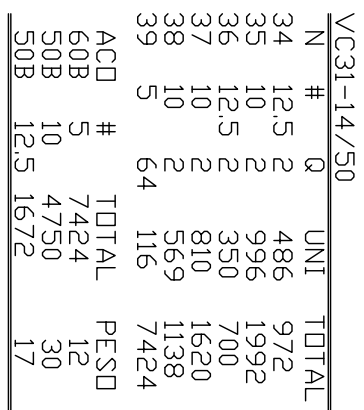 VC31-14/50
N # Q UNI TOTAL
34 12.5 2 486 972
35 10 2 996 1992
36 12.5 2 350 700
37 10 2 810 1620
38 10 2 569 1138
39 5 64 116 7424
ACO # TOTAL PESO
60B 5 7424 12
50B 10 4750 30
50B 12.5 1672 17